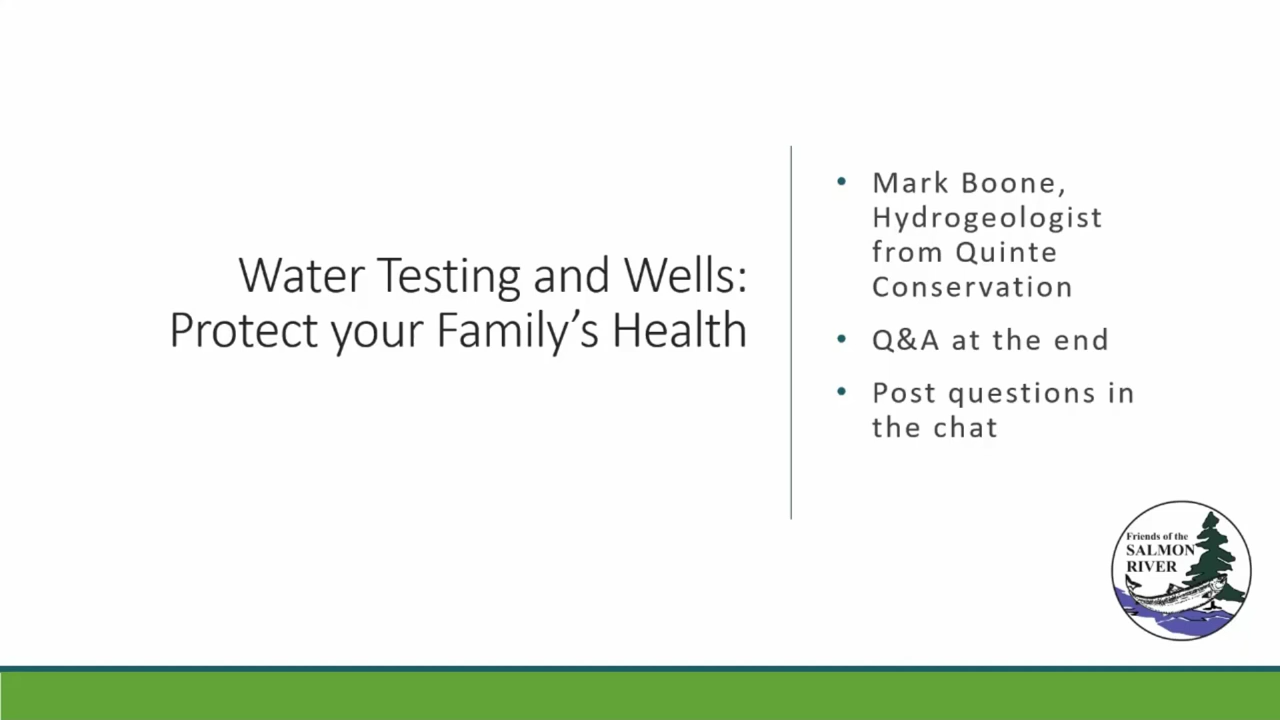 Water Testing and Wells:
Protect your Family’s Health
• Mark Boone,
Hydrogeologist
from Quinte
Conservation
• Q&A at the end
• Post questions in
the chat
Friends of the
SALMON
RIVER